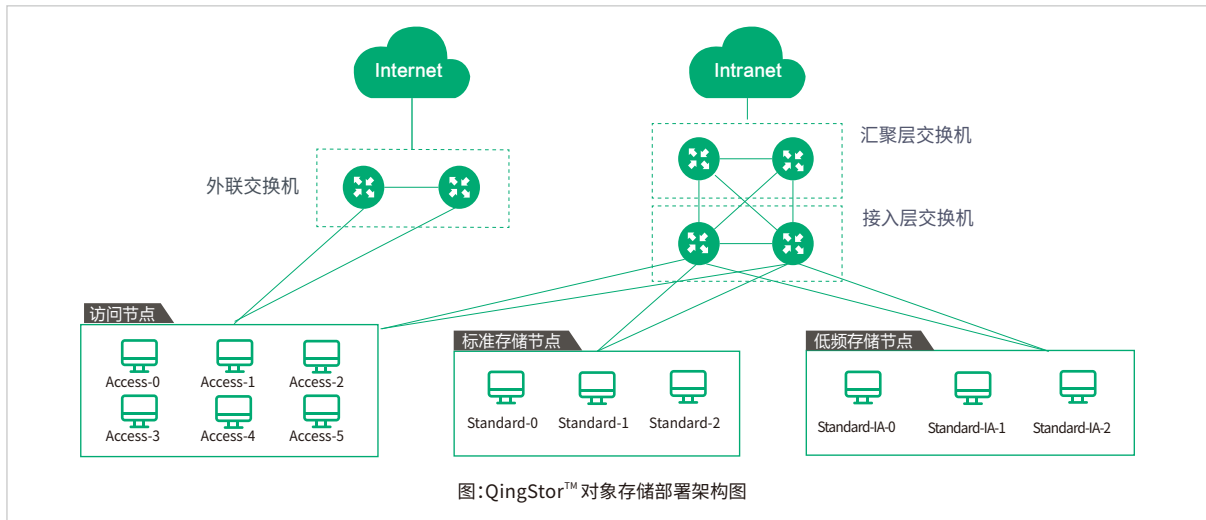 Internet
Intranet
外联交换机
汇聚层交换机
接入层交换机
访问节点
Access-0
Access-1
Access-2
Access-3
Access-4
Access-5
标准存储节点
Standard-0
Standard-1
Standard-2
低频存储节点
Standard-IA-0
Standard-IA-1
Standard-IA-2
图:QingStor™ 对象存储部署架构图